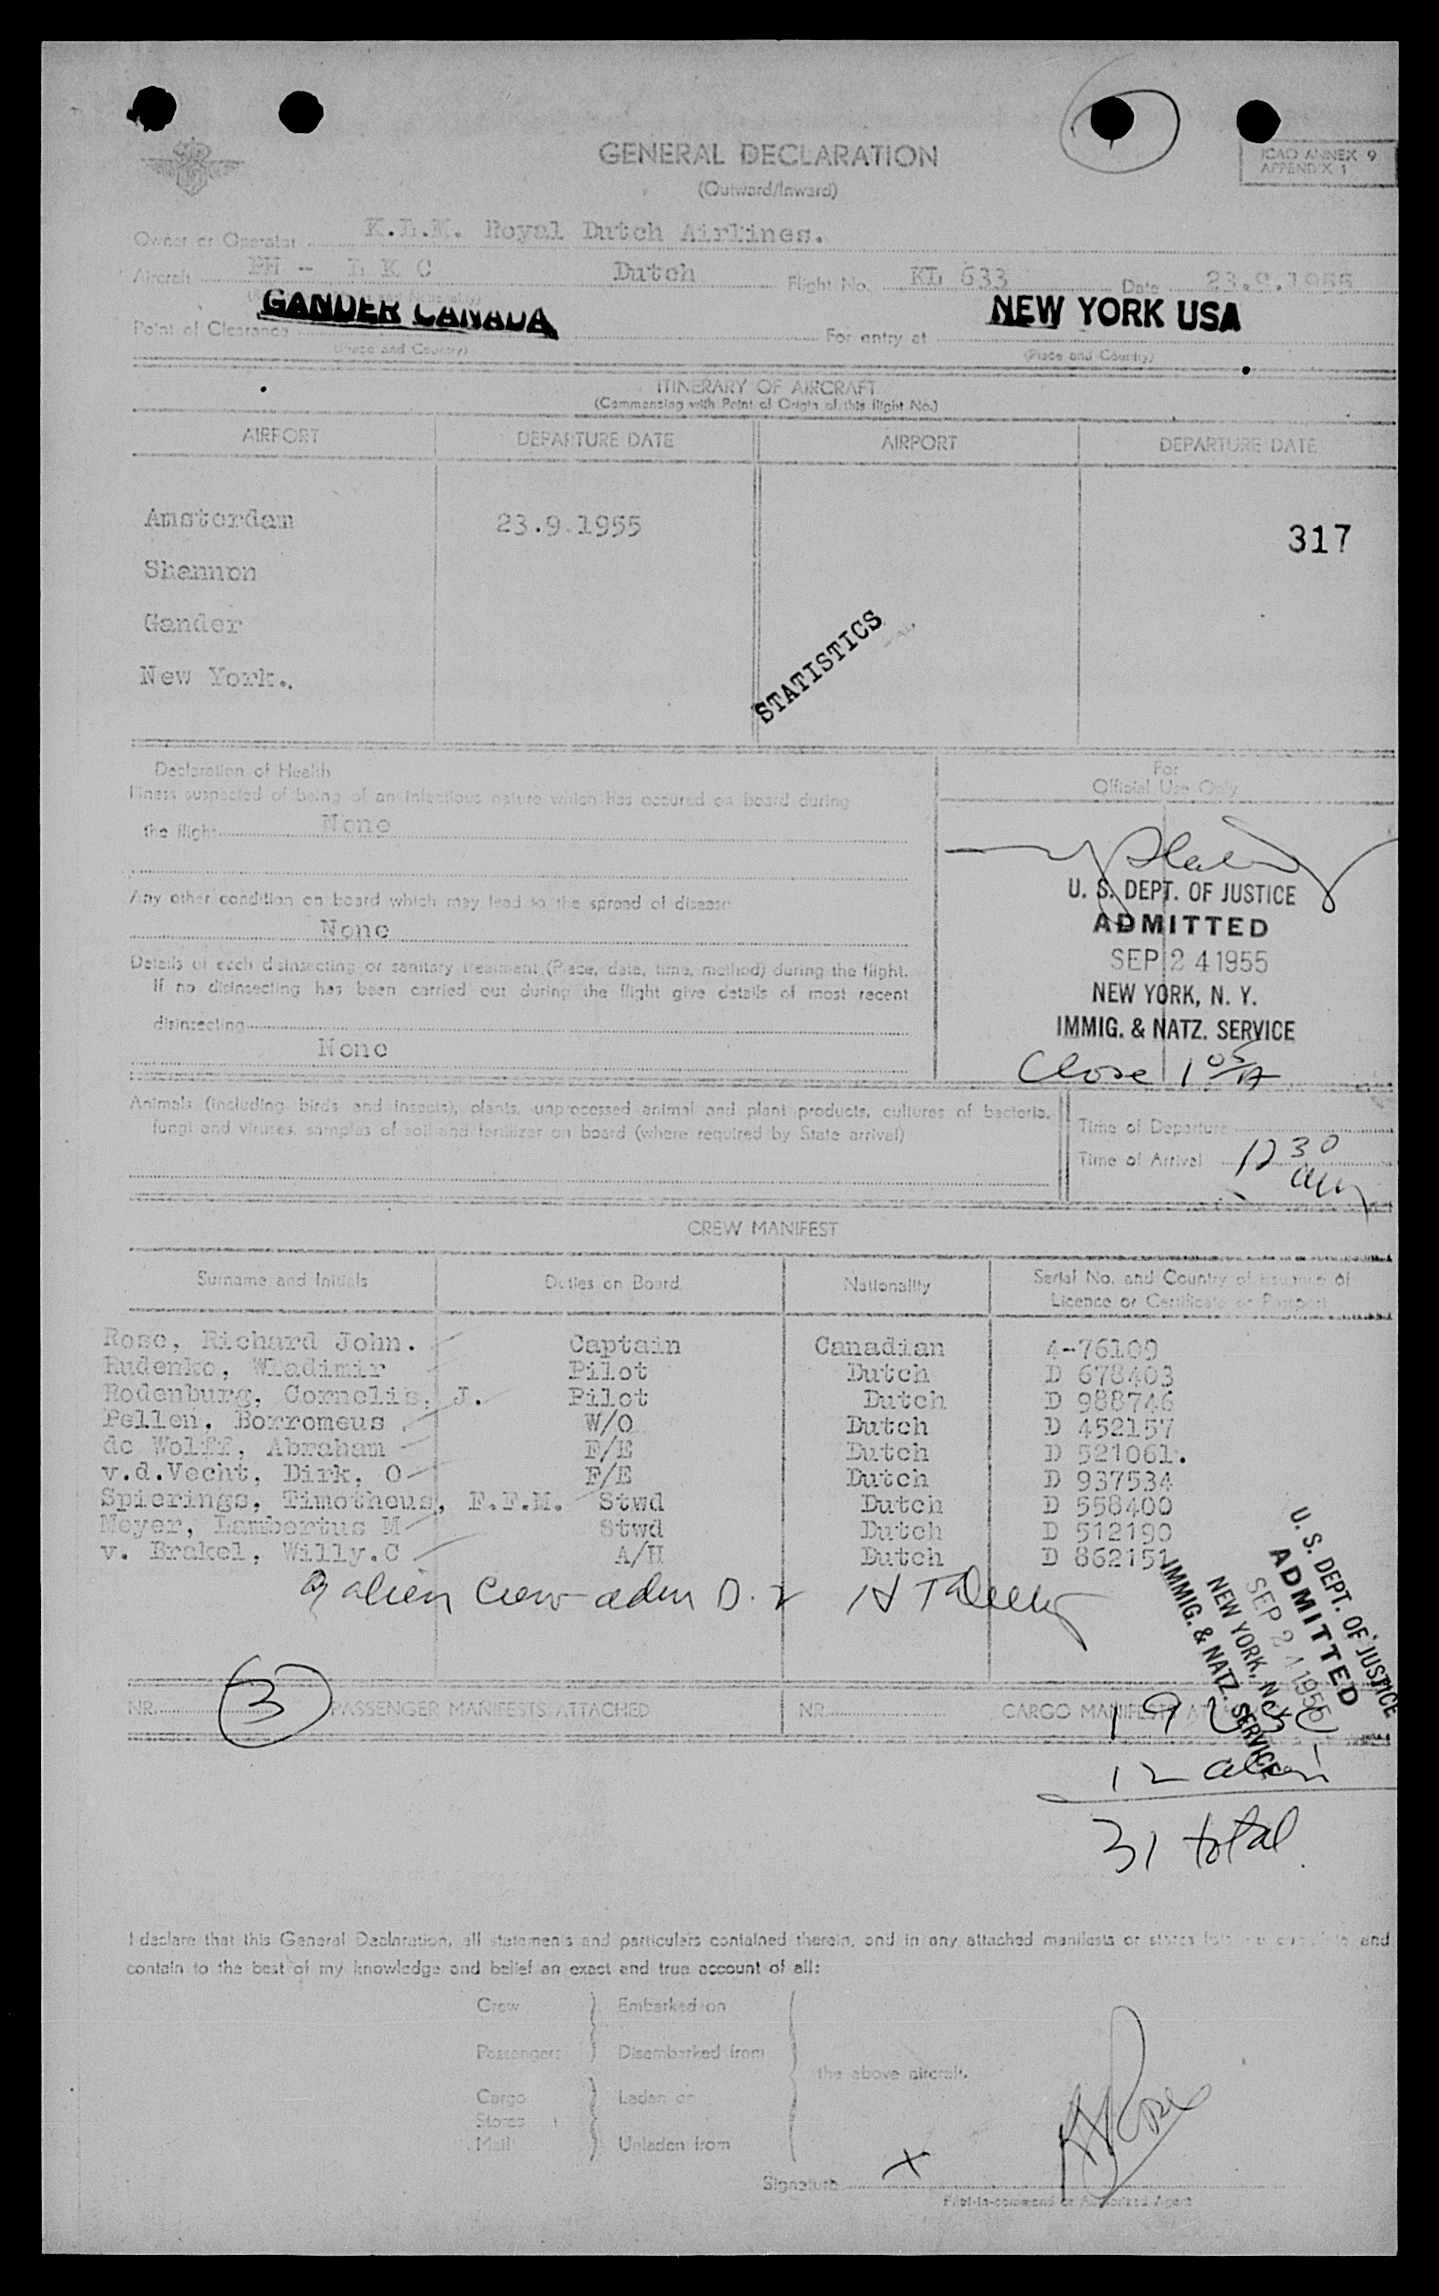 GENERAL DECLARATION
(Outward/Inward)
ICAO ANNEX 9
APPENDIX 1
Owner or Operator K.L.M. Royal Dutch Airlines.
Aircraft PH - L K C Dutch Flight No. KL 633 Date 23.9.1955
GANDER CANADA NEW YORK USA
Point of Clearance For entry at
(Place and Country) (Place and Country)
ITINERARY OF AIRCRAFT
(Commencing with Point of Origin of this flight No.)
AIRPORT DEPARTURE DATE AIRPORT DEPARTURE DATE
Amsterdam 23.9.1955
317
Shannon
Gander
STATISTICS
New York.
Declaration of Health
Illness suspected of being of an infectious nature which has occured on board during
the flight None
Any other condition on board which may lead to the spread of disease
None
Details of each disinsecting or sanitary treatment (Place, date, time, method) during the flight.
If no disinsecting has been carried out during the flight give details of most recent
disinsecting
None
For
Official Use Only
U. S. DEPT. OF JUSTICE
ADMITTED
SEP 24 1955
NEW YORK, N. Y.
IMMIG. & NATZ. SERVICE
Close 1 05 A
Animals (including birds and insects), plants, unprocessed animal and plant products, cultures of bacteria,
fungi and viruses, samples of soil and fertilizer on board (where required by State arrival)
Time of Departure
Time of Arrival 12 30
am
CREW MANIFEST
Surname and Initials Duties on Board Nationality Serial No. and Country of issuance of
Licence or Certificate or Passport
Rose, Richard John. Captain Canadian 4-76109
Rudenko, Wladimir Pilot Dutch D 678403
Rodenburg, Cornelis, J. Pilot Dutch D 988746
Pellen, Borromeus . W/O Dutch D 452157
de Wolff, Abraham F/E Dutch D 521061.
v.d.Vecht, Dirk, O F/E Dutch D 937534
Spierings, Timotheus, F.F.M. Stwd Dutch D 558400
Meyer, Lambertus M Stwd Dutch D 512190
v. Brakel, Willy.C A/H Dutch D 862151
9 alien crew adm D.2
U. S. DEPT. OF JUSTICE
ADMITTED
SEP 24 1955
NEW YORK, N. Y.
IMMIG. & NATZ. SERVICE
NR. 3 PASSENGER MANIFESTS ATTACHED NR. CARGO MANIFESTS
19 USC
12 alien
31 total
I declare that this General Declaration, all statements and particulars contained therein, and in any attached manifests or stores and
contain to the best of my knowledge and belief an exact and true account of all:
Crew Embarked on
Passengers Disembarked from
the above aircraft.
Cargo Laden on
Stores
Mail Unladen from
Signature X RJRose
Pilot-in-command or Authorized Agent